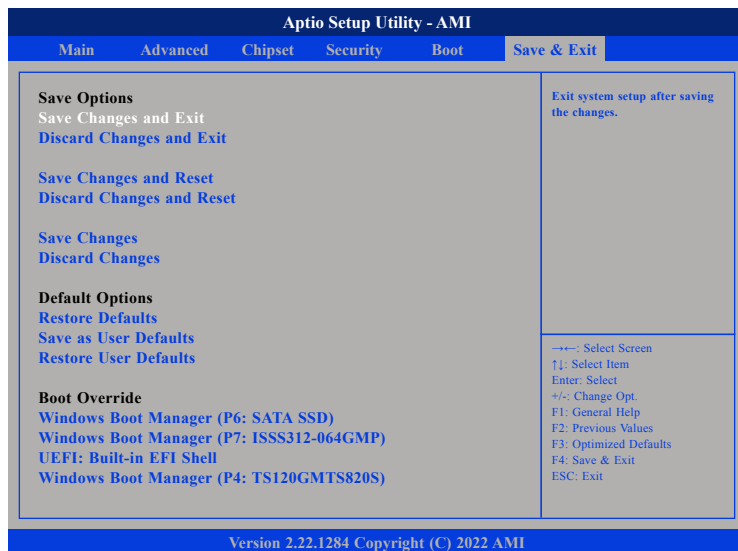 Aptio Setup Utility - AMI
Main Advanced Chipset Security Boot Save & Exit
Save Options
Save Changes and Exit
Discard Changes and Exit
Save Changes and Reset
Discard Changes and Reset
Save Changes
Discard Changes
Default Options
Restore Defaults
Save as User Defaults
Restore User Defaults
Boot Override
Windows Boot Manager (P6: SATA SSD)
Windows Boot Manager (P7: ISSS312-064GMP)
UEFI: Built-in EFI Shell
Windows Boot Manager (P4: TS120GMTS820S)
Exit system setup after saving
the changes.
→←: Select Screen
↑↓: Select Item
Enter: Select
+/-: Change Opt.
F1: General Help
F2: Previous Values
F3: Optimized Defaults
F4: Save & Exit
ESC: Exit
Version 2.22.1284 Copyright (C) 2022 AMI